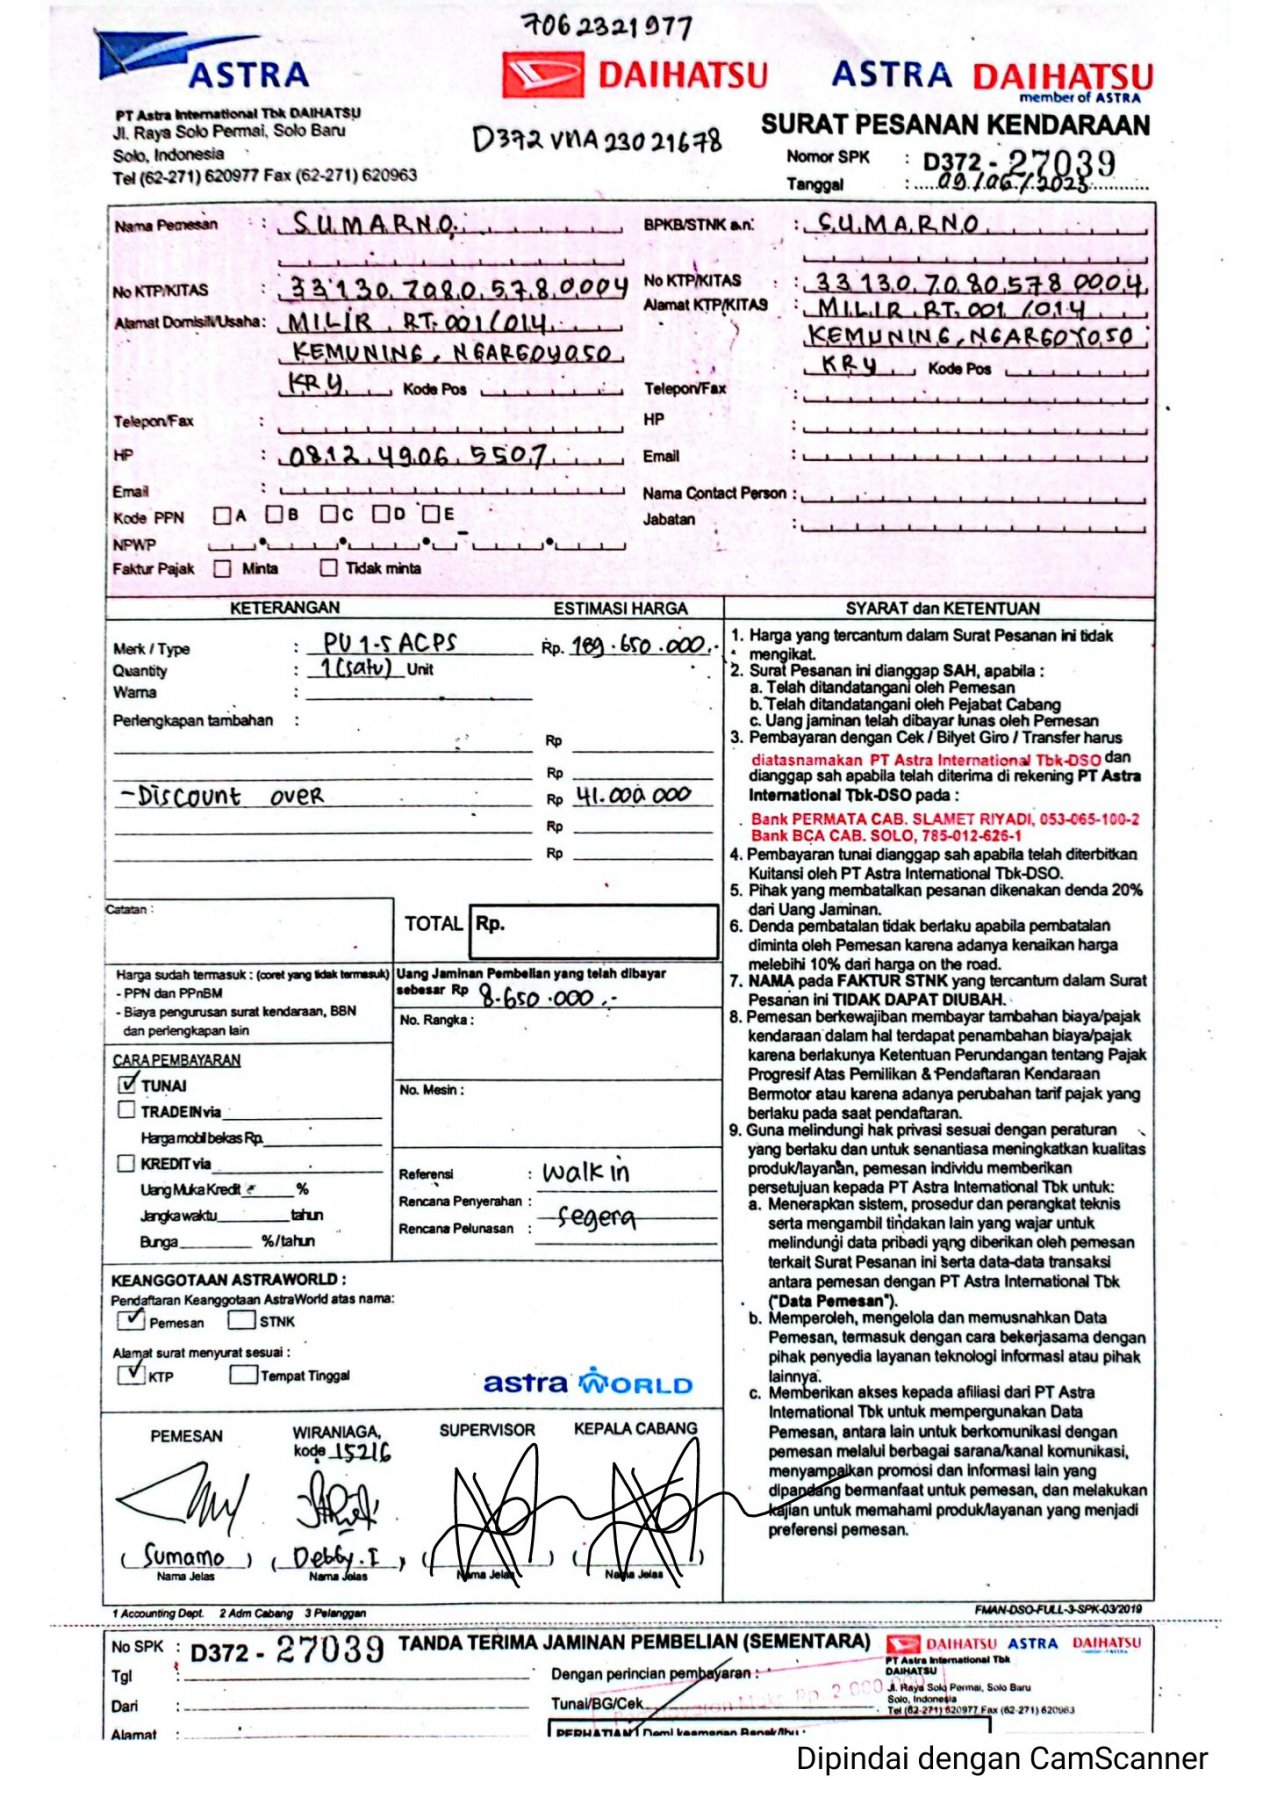 7062321977
ASTRA
DAIHATSU
ASTRA DAIHATSU
member of ASTRA
PT Astra International Tbk DAIHATSU
Jl. Raya Solo Permai, Solo Baru
Solo, Indonesia
Tel (62-271) 620977 Fax (62-271) 620963
D372 VMA 23021678
SURAT PESANAN KENDARAAN
Nomor SPK : D372 - 27039
Tanggal : 09/06/2023
Nama Pemesan : SUMARNO
No KTP/KITAS : 3313070805780004
Alamat Domisili/Usaha: MILIR RT. 001/014
KEMUNING, NGARGOYOSO
KRY Kode Pos
Telepon/Fax :
HP : 0812 4906 5507
Email :
Kode PPN A B C D E
NPWP
Faktur Pajak Minta Tidak minta
BPKB/STNK a.n: : SUMARNO
No KTP/KITAS : 3313070805780004
Alamat KTP/KITAS : MILIR RT. 001/014
KEMUNING, NGARGOYOSO
KRY Kode Pos
Telepon/Fax :
HP :
Email :
Nama Contact Person :
Jabatan :
KETERANGAN ESTIMASI HARGA
Merk / Type : PU 1.5 ACPS Rp. 189.650.000,-
Quantity : 1 (satu) Unit
Warna :
Perlengkapan tambahan :
Rp
Rp
- Discount over Rp 41.000.000
Rp
Rp
Catatan :
TOTAL Rp.
Harga sudah termasuk : (coret yang tidak termasuk)
- PPN dan PPnBM
- Biaya pengurusan surat kendaraan, BBN
dan perlengkapan lain
Uang Jaminan Pembelian yang telah dibayar
sebesar Rp 8.650.000,-
No. Rangka :
No. Mesin :
CARA PEMBAYARAN
TUNAI
TRADE IN via
Harga mobil bekas Rp.
KREDIT via
Uang Muka Kredit %
Jangka waktu tahun
Bunga %/tahun
Referensi : walk in
Rencana Penyerahan :
segera
Rencana Pelunasan :
KEANGGOTAAN ASTRAWORLD :
Pendaftaran Keanggotaan AstraWorld atas nama:
Pemesan STNK
Alamat surat menyurat sesuai :
KTP Tempat Tinggal
astra WORLD
PEMESAN WIRANIAGA, SUPERVISOR KEPALA CABANG
kode 15216
(Sumarno) (Debby. I) ( ) ( )
Nama Jelas Nama Jelas Nama Jelas Nama Jelas
SYARAT dan KETENTUAN
1. Harga yang tercantum dalam Surat Pesanan ini tidak
mengikat.
2. Surat Pesanan ini dianggap SAH, apabila :
a. Telah ditandatangani oleh Pemesan
b. Telah ditandatangani oleh Pejabat Cabang
c. Uang jaminan telah dibayar lunas oleh Pemesan
3. Pembayaran dengan Cek / Bilyet Giro / Transfer harus
diatasnamakan PT Astra International Tbk-DSO dan
dianggap sah apabila telah diterima di rekening PT Astra
International Tbk-DSO pada :
Bank PERMATA CAB. SLAMET RIYADI, 053-065-100-2
Bank BCA CAB. SOLO, 785-012-626-1
4. Pembayaran tunai dianggap sah apabila telah diterbitkan
Kuitansi oleh PT Astra International Tbk-DSO.
5. Pihak yang membatalkan pesanan dikenakan denda 20%
dari Uang Jaminan.
6. Denda pembatalan tidak berlaku apabila pembatalan
diminta oleh Pemesan karena adanya kenaikan harga
melebihi 10% dari harga on the road.
7. NAMA pada FAKTUR STNK yang tercantum dalam Surat
Pesanan ini TIDAK DAPAT DIUBAH.
8. Pemesan berkewajiban membayar tambahan biaya/pajak
kendaraan dalam hal terdapat penambahan biaya/pajak
karena berlakunya Ketentuan Perundangan tentang Pajak
Progresif Atas Pemilikan & Pendaftaran Kendaraan
Bermotor atau karena adanya perubahan tarif pajak yang
berlaku pada saat pendaftaran.
9. Guna melindungi hak privasi sesuai dengan peraturan
yang berlaku dan untuk senantiasa meningkatkan kualitas
produk/layanan, pemesan individu memberikan
persetujuan kepada PT Astra International Tbk untuk:
a. Menerapkan sistem, prosedur dan perangkat teknis
serta mengambil tindakan lain yang wajar untuk
melindungi data pribadi yang diberikan oleh pemesan
terkait Surat Pesanan ini serta data-data transaksi
antara pemesan dengan PT Astra International Tbk
("Data Pemesan").
b. Memperoleh, mengelola dan memusnahkan Data
Pemesan, termasuk dengan cara bekerjasama dengan
pihak penyedia layanan teknologi informasi atau pihak
lainnya.
c. Memberikan akses kepada afiliasi dari PT Astra
International Tbk untuk mempergunakan Data
Pemesan, antara lain untuk berkomunikasi dengan
pemesan melalui berbagai sarana/kanal komunikasi,
menyampaikan promosi dan informasi lain yang
dipandang bermanfaat untuk pemesan, dan melakukan
kajian untuk memahami produk/layanan yang menjadi
preferensi pemesan.
1 Accounting Dept. 2 Adm Cabang 3 Pelanggan
FMAN-DSO-FULL-3-SPK-03/2019
No SPK : D372 - 27039 TANDA TERIMA JAMINAN PEMBELIAN (SEMENTARA)
DAIHATSU ASTRA DAIHATSU
PT Astra International Tbk
DAIHATSU
Jl. Raya Solo Permai, Solo Baru
Solo, Indonesia
Tel (62-271) 620977 Fax (62-271) 620963
Tgl :
Dari :
Alamat :
Dengan perincian pembayaran :
Tunai/BG/Cek
Rp. 2.000.000
PERHATIAN ! Demi keamanan Bapak/Ibu :
Dipindai dengan CamScanner